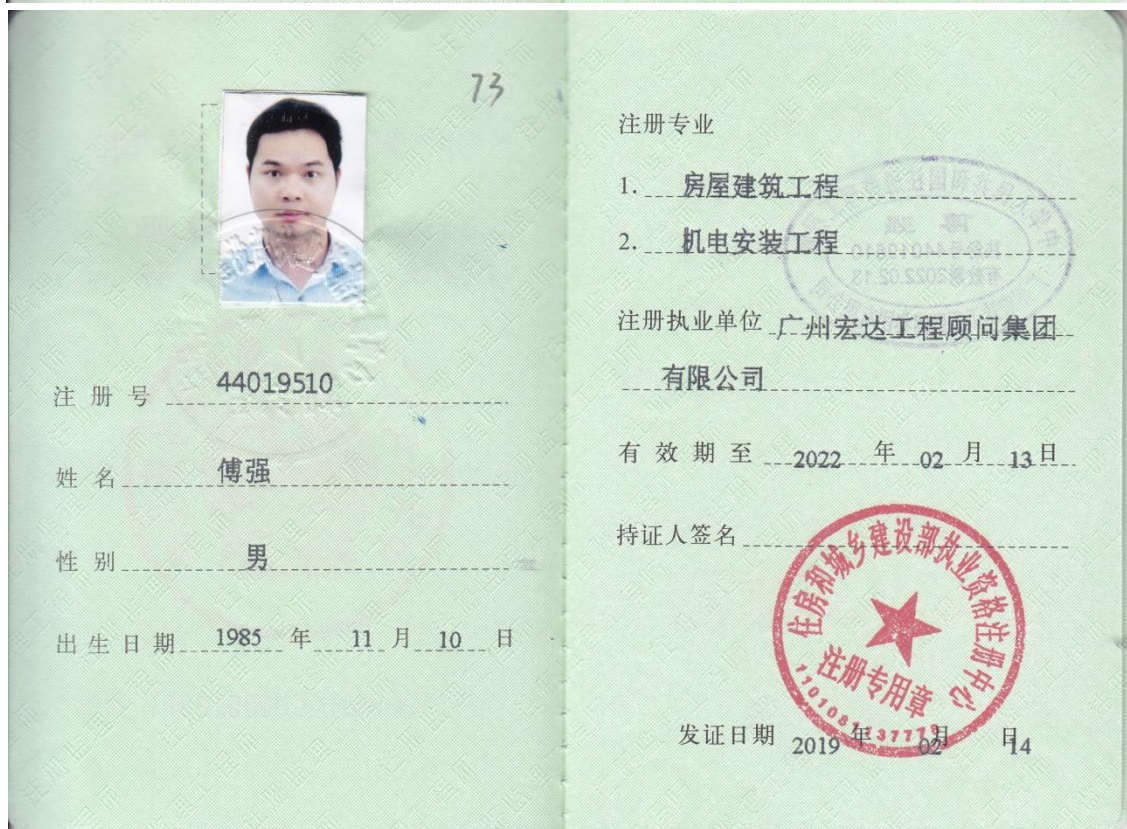 73
注册号 44019510
姓名 傅强
性别 男
出生日期 1985 年 11 月 10 日
注册专业
1. 房屋建筑工程
2. 机电安装工程
注册执业单位 广州宏达工程顾问集团
有限公司
有效期至 2022 年 02 月 13 日
持证人签名
住房和城乡建设部执业资格注册中心
注册专用章
发证日期 2019 年 02 月 14 日